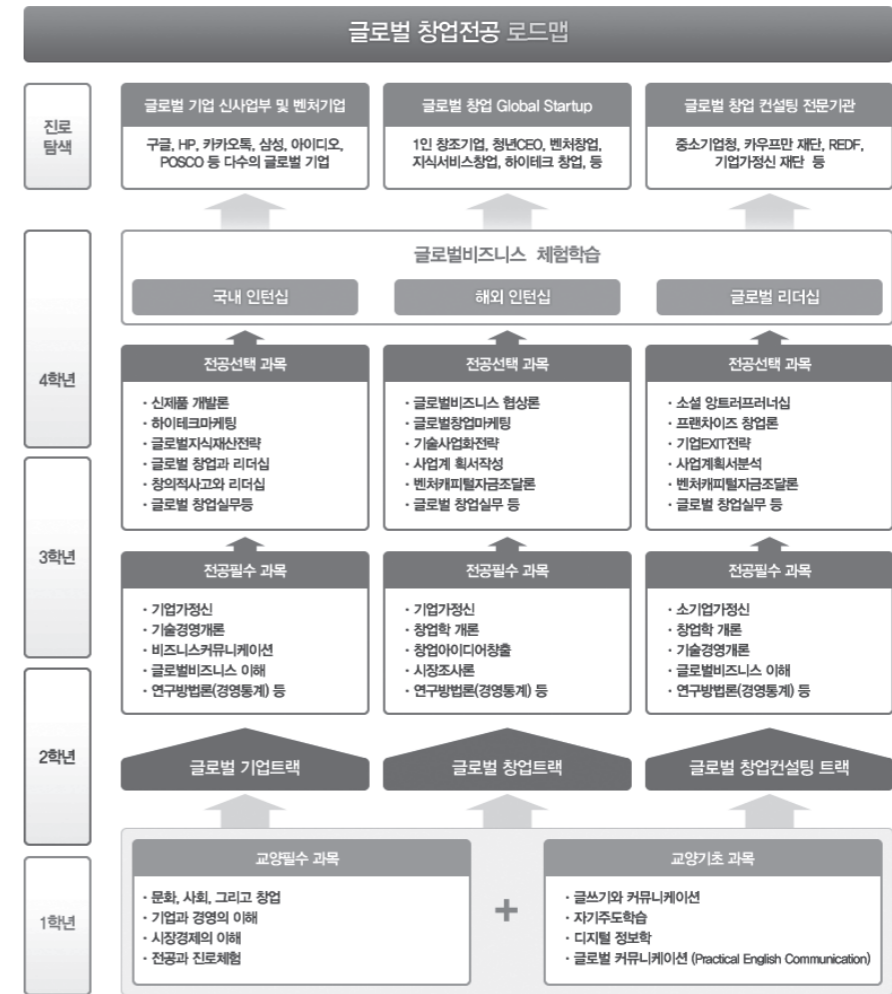 글로벌 창업전공 로드맵
진로
탐색
글로벌 기업 신사업부 및 벤처기업
구글, HP, 카카오톡, 삼성, 아이디오,
POSCO 등 다수의 글로벌 기업
글로벌 창업 Global Startup
1인 창조기업, 청년CEO, 벤처창업,
지식서비스창업, 하이테크 창업, 등
글로벌 창업 컨설팅 전문기관
중소기업청, 카우프만 재단, REDF,
기업가정신 재단 등
글로벌비즈니스 체험학습
국내 인턴십
해외 인턴십
글로벌 리더십
4학년
전공선택 과목
· 신제품 개발론
· 하이테크마케팅
· 글로벌지식재산전략
· 글로벌 창업과 리더십
· 창의적사고와 리더십
· 글로벌 창업실무등
전공선택 과목
· 글로벌비즈니스 협상론
· 글로벌창업마케팅
· 기술사업화전략
· 사업계 획서작성
· 벤처캐피털자금조달론
· 글로벌 창업실무 등
전공선택 과목
· 소셜 앙트러프러너십
· 프랜차이즈 창업론
· 기업EXIT전략
· 사업계획서분석
· 벤처캐피털자금조달론
· 글로벌 창업실무 등
3학년
전공필수 과목
· 기업가정신
· 기술경영개론
· 비즈니스커뮤니케이션
· 글로벌비즈니스 이해
· 연구방법론(경영통계) 등
전공필수 과목
· 기업가정신
· 창업학 개론
· 창업아이디어창출
· 시장조사론
· 연구방법론(경영통계) 등
전공필수 과목
· 소기업가정신
· 창업학 개론
· 기술경영개론
· 글로벌비즈니스 이해
· 연구방법론(경영통계) 등
2학년
글로벌 기업트랙
글로벌 창업트랙
글로벌 창업컨설팅 트랙
1학년
교양필수 과목
· 문화, 사회, 그리고 창업
· 기업과 경영의 이해
· 시장경제의 이해
· 전공과 진로체험
+
교양기초 과목
· 글쓰기와 커뮤니케이션
· 자기주도학습
· 디지털 정보학
· 글로벌 커뮤니케이션 (Practical English Communication)